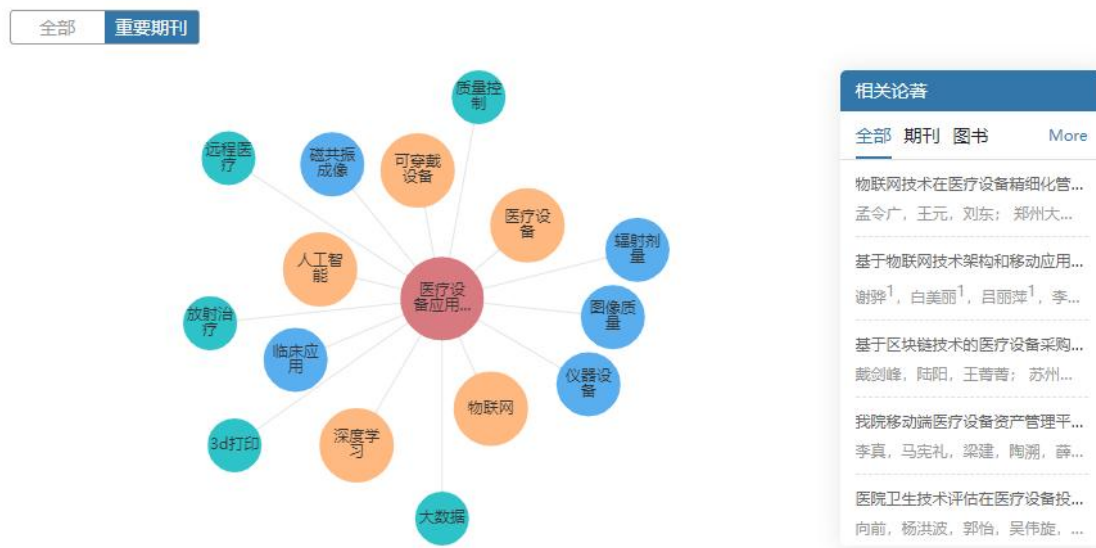 全部 重要期刊
质量控
制
远程医
疗
磁共振
成像
可穿戴
设备
医疗设
备
辐射剂
量
人工智
能
医疗设
备应用...
图像质
量
放射治
疗
临床应
用
仪器设
备
物联网
3d打印
深度学
习
大数据
相关论著
全部 期刊 图书 More
物联网技术在医疗设备精细化管...
孟令广，王元，刘东； 郑州大...
基于物联网技术架构和移动应用...
谢骅1，白美丽1，吕丽萍1，李...
基于区块链技术的医疗设备采购...
戴剑峰，陆阳，王菁菁； 苏州...
我院移动端医疗设备资产管理平...
李真，马宪礼，梁建，陶溯，薛...
医院卫生技术评估在医疗设备投...
向前，杨洪波，郭怡，吴伟旋，...